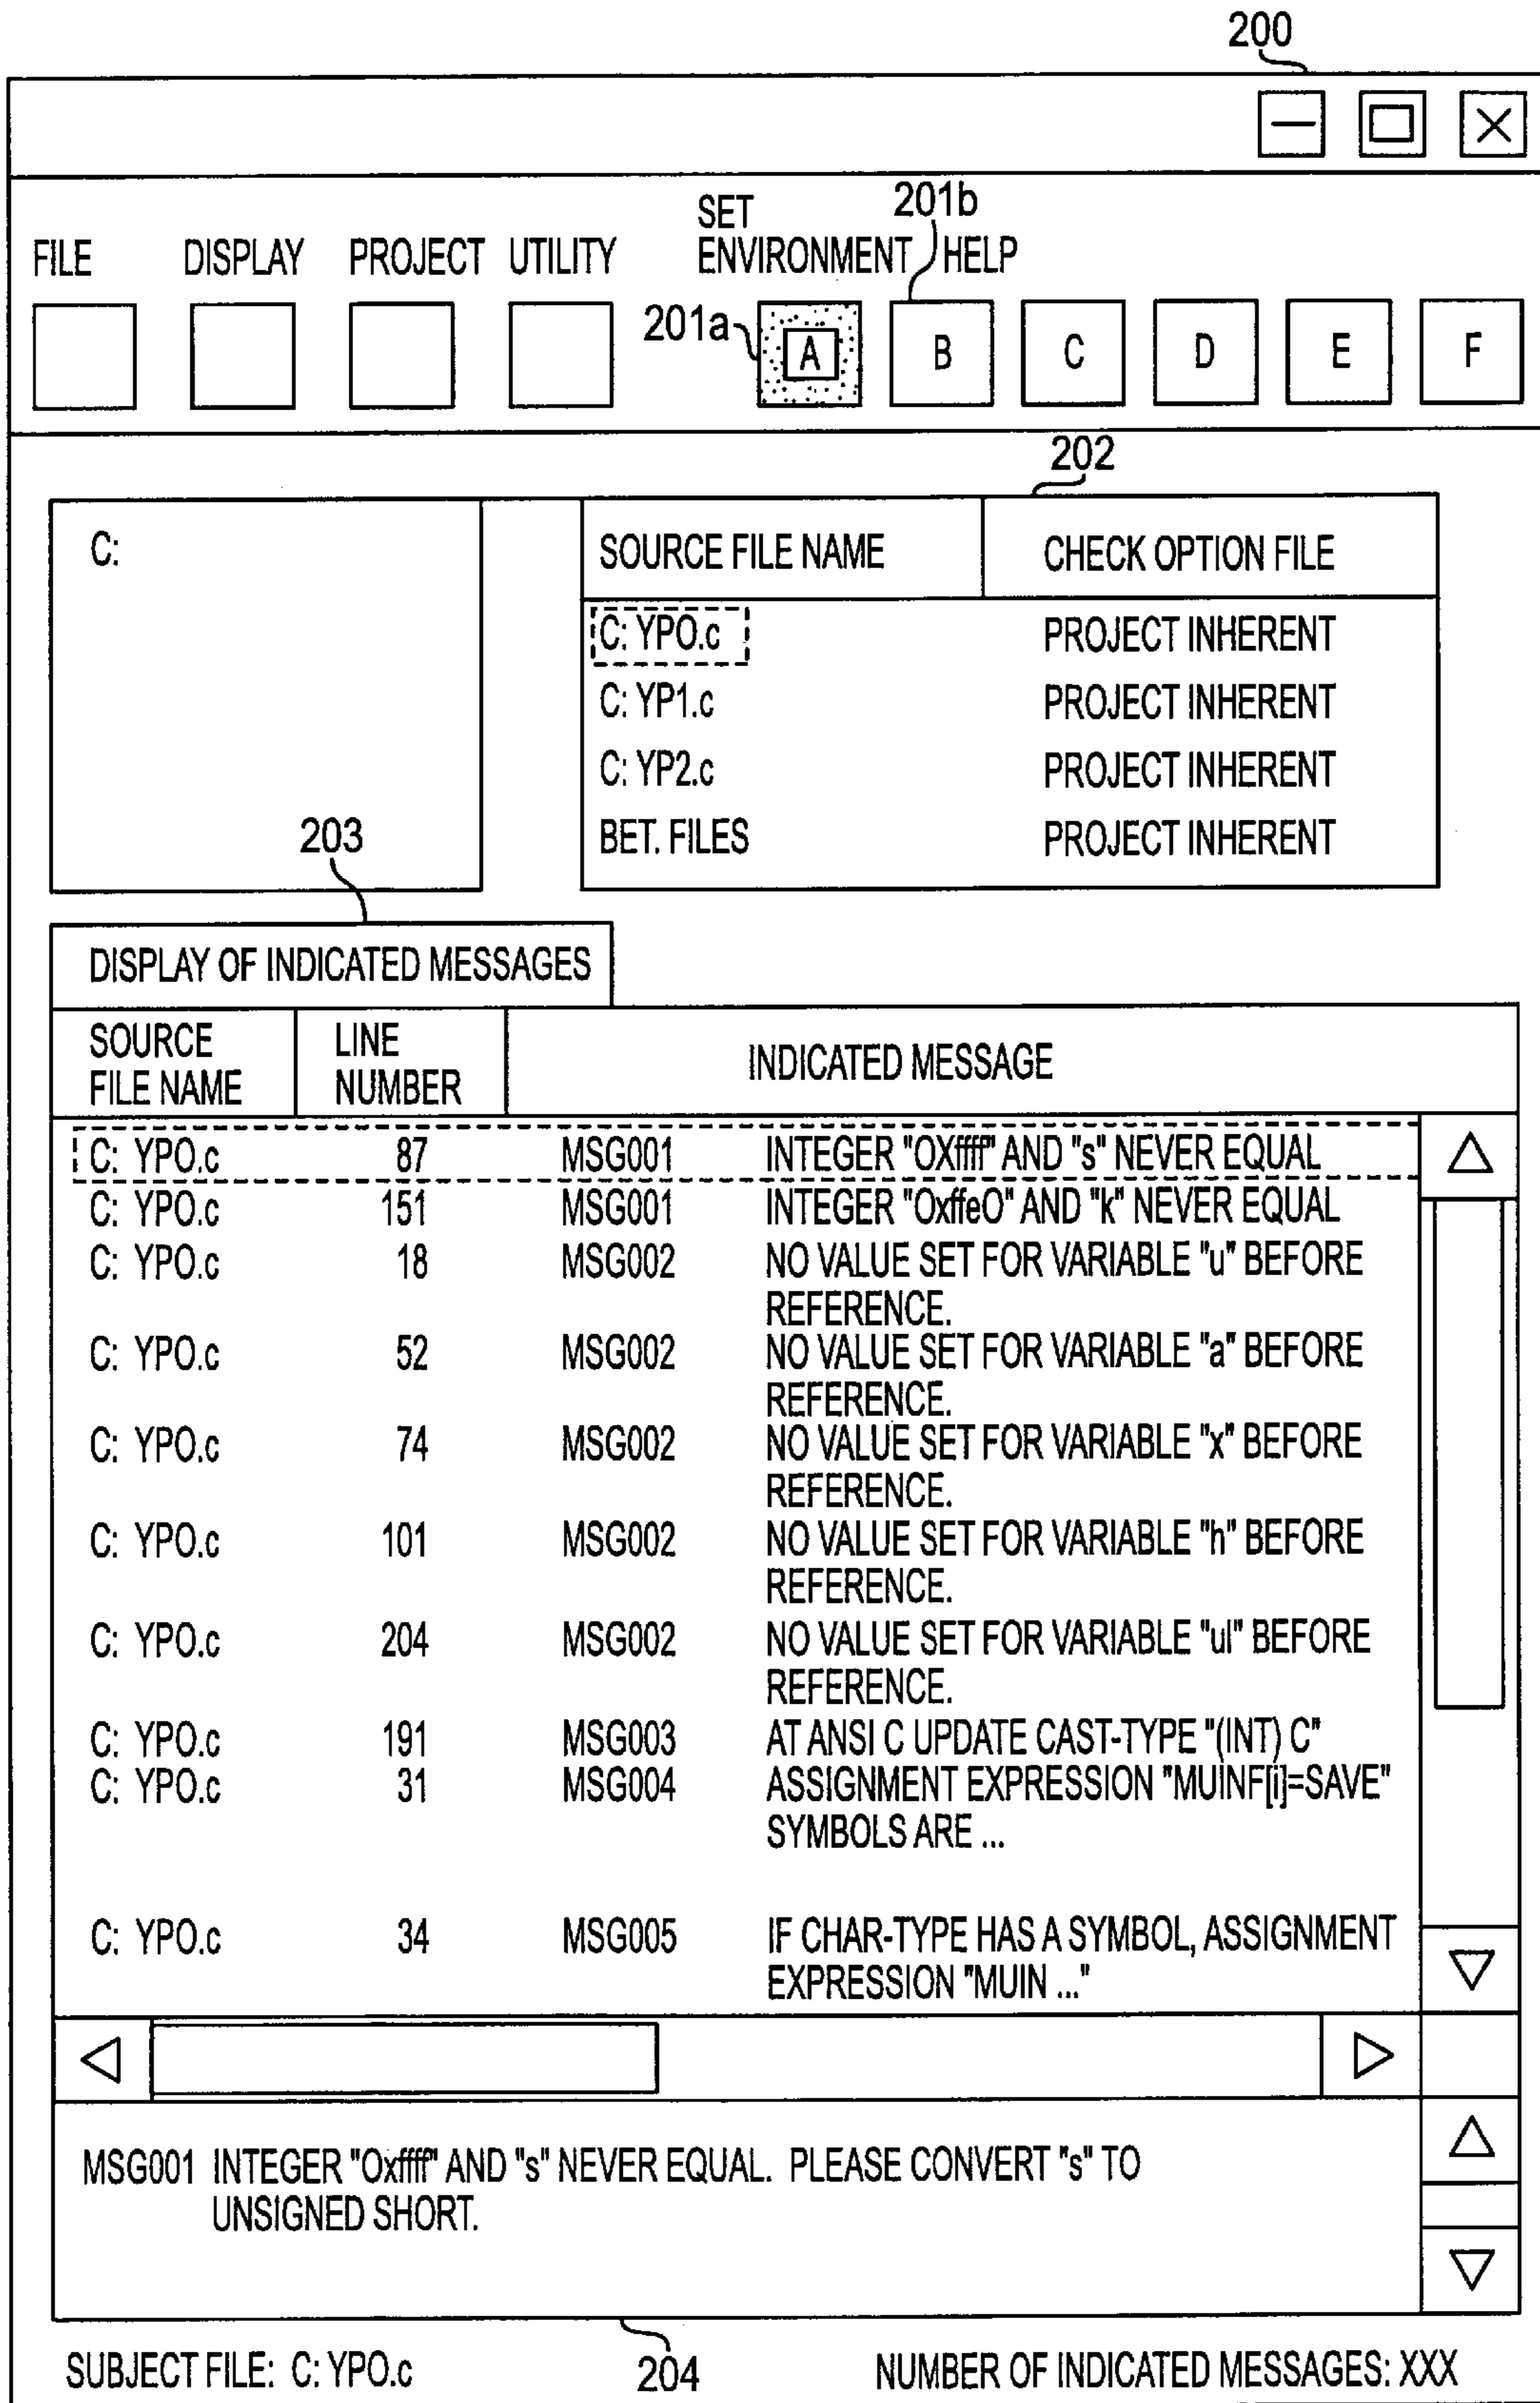 200
SET
201b
FILE DISPLAY PROJECT UTILITY ENVIRONMENT HELP
201a
A B C D E F
202
C:
SOURCE FILE NAME CHECK OPTION FILE
C: YPO.c PROJECT INHERENT
C: YP1.c PROJECT INHERENT
C: YP2.c PROJECT INHERENT
BET. FILES PROJECT INHERENT
203
DISPLAY OF INDICATED MESSAGES
SOURCE LINE
FILE NAME NUMBER INDICATED MESSAGE
C: YPO.c 87 MSG001 INTEGER "OXffff" AND "s" NEVER EQUAL
C: YPO.c 151 MSG001 INTEGER "OxffeO" AND "k" NEVER EQUAL
C: YPO.c 18 MSG002 NO VALUE SET FOR VARIABLE "u" BEFORE
REFERENCE.
C: YPO.c 52 MSG002 NO VALUE SET FOR VARIABLE "a" BEFORE
REFERENCE.
C: YPO.c 74 MSG002 NO VALUE SET FOR VARIABLE "x" BEFORE
REFERENCE.
C: YPO.c 101 MSG002 NO VALUE SET FOR VARIABLE "h" BEFORE
REFERENCE.
C: YPO.c 204 MSG002 NO VALUE SET FOR VARIABLE "ul" BEFORE
REFERENCE.
C: YPO.c 191 MSG003 AT ANSI C UPDATE CAST-TYPE "(INT) C"
C: YPO.c 31 MSG004 ASSIGNMENT EXPRESSION "MUINF[i]=SAVE"
SYMBOLS ARE ...
C: YPO.c 34 MSG005 IF CHAR-TYPE HAS A SYMBOL, ASSIGNMENT
EXPRESSION "MUIN ..."
MSG001 INTEGER "Oxffff" AND "s" NEVER EQUAL. PLEASE CONVERT "s" TO
UNSIGNED SHORT.
204
SUBJECT FILE: C: YPO.c NUMBER OF INDICATED MESSAGES: XXX